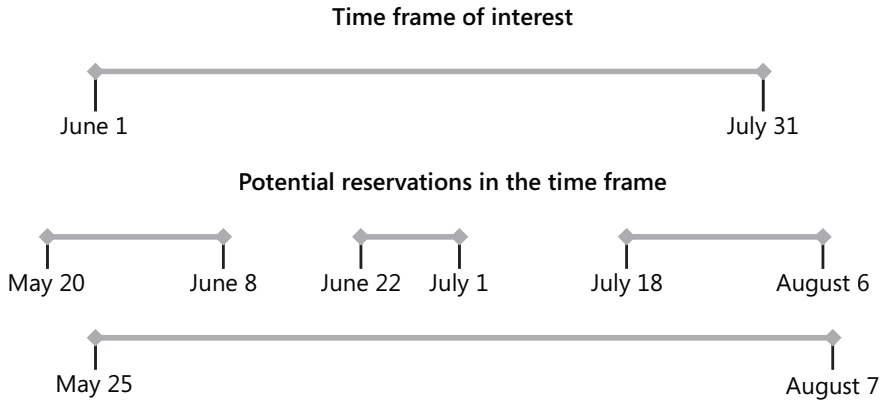 Time frame of interest
June 1 July 31
Potential reservations in the time frame
May 20 June 8 June 22 July 1 July 18 August 6
May 25 August 7